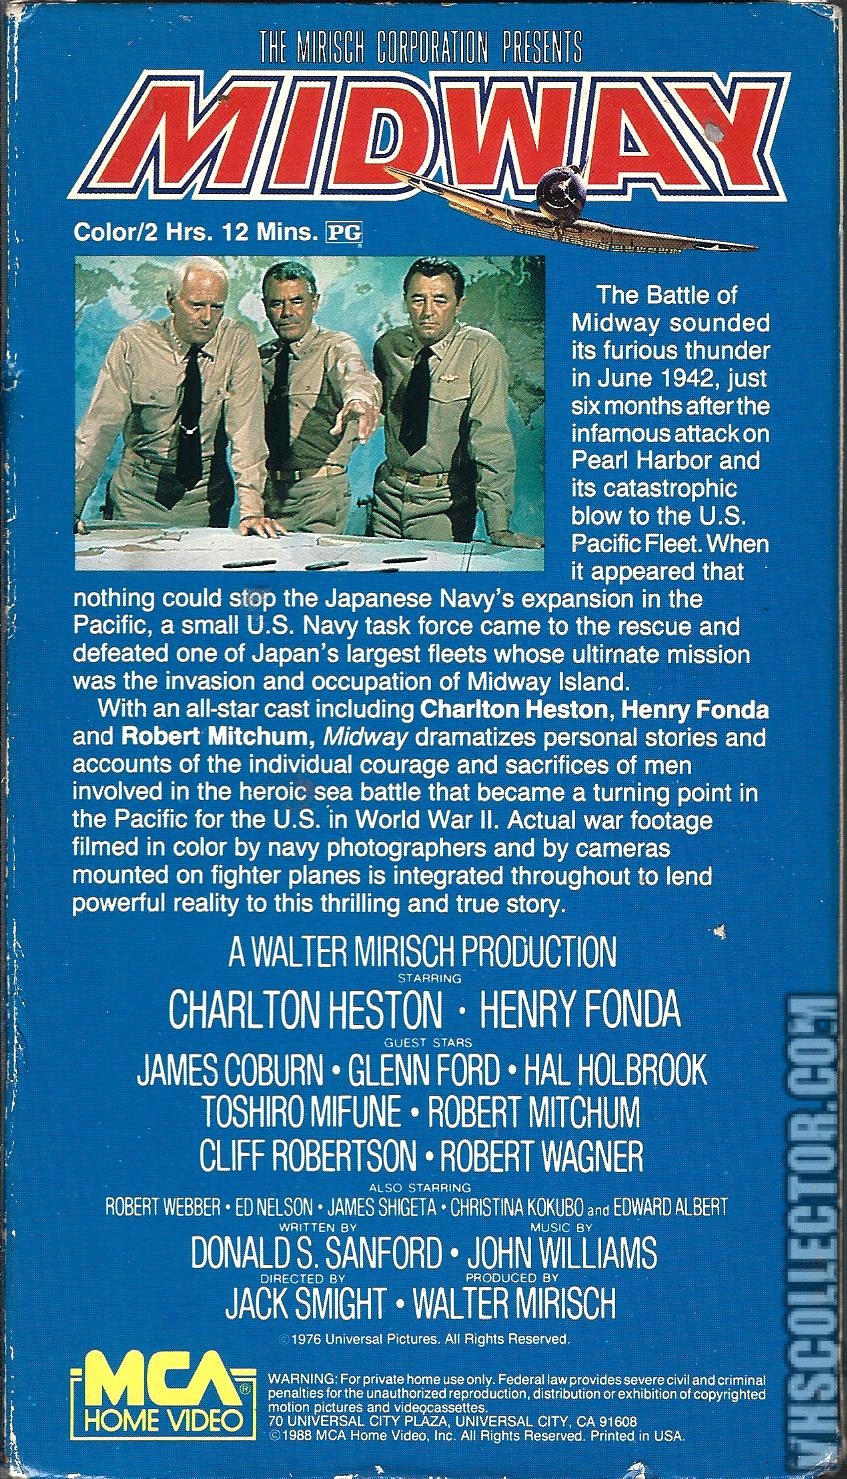 THE MIRISCH CORPORATION PRESENTS
MIDWAY
Color/2 Hrs. 12 Mins. PG
The Battle of
Midway sounded
its furious thunder
in June 1942, just
six months after the
infamous attack on
Pearl Harbor and
its catastrophic
blow to the U.S.
Pacific Fleet. When
it appeared that
nothing could stop the Japanese Navy's expansion in the
Pacific, a small U.S. Navy task force came to the rescue and
defeated one of Japan's largest fleets whose ultimate mission
was the invasion and occupation of Midway Island.
With an all-star cast including Charlton Heston, Henry Fonda
and Robert Mitchum, Midway dramatizes personal stories and
accounts of the individual courage and sacrifices of men
involved in the heroic sea battle that became a turning point in
the Pacific for the U.S. in World War II. Actual war footage
filmed in color by navy photographers and by cameras
mounted on fighter planes is integrated throughout to lend
powerful reality to this thrilling and true story.
A WALTER MIRISCH PRODUCTION
STARRING
CHARLTON HESTON · HENRY FONDA
GUEST STARS
JAMES COBURN • GLENN FORD • HAL HOLBROOK
TOSHIRO MIFUNE • ROBERT MITCHUM
CLIFF ROBERTSON • ROBERT WAGNER
ALSO STARRING
ROBERT WEBBER • ED NELSON • JAMES SHIGETA • CHRISTINA KOKUBO and EDWARD ALBERT
WRITTEN BY MUSIC BY
DONALD S. SANFORD • JOHN WILLIAMS
DIRECTED BY PRODUCED BY
JACK SMIGHT • WALTER MIRISCH
©1976 Universal Pictures. All Rights Reserved.
MCA®
HOME VIDEO
WARNING: For private home use only. Federal law provides severe civil and criminal
penalties for the unauthorized reproduction, distribution or exhibition of copyrighted
motion pictures and videocassettes.
70 UNIVERSAL CITY PLAZA, UNIVERSAL CITY, CA 91608
©1988 MCA Home Video, Inc. All Rights Reserved. Printed in USA.
VHSCOLLECTOR.COM